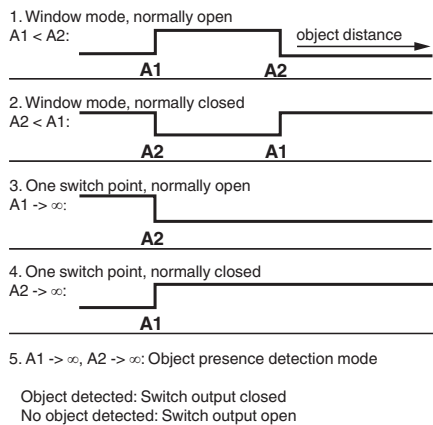 1. Window mode, normally open
A1 < A2:
object distance
A1 A2
2. Window mode, normally closed
A2 < A1:
A2 A1
3. One switch point, normally open
A1 -> ∞:
A2
4. One switch point, normally closed
A2 -> ∞:
A1
5. A1 -> ∞, A2 -> ∞: Object presence detection mode
Object detected: Switch output closed
No object detected: Switch output open